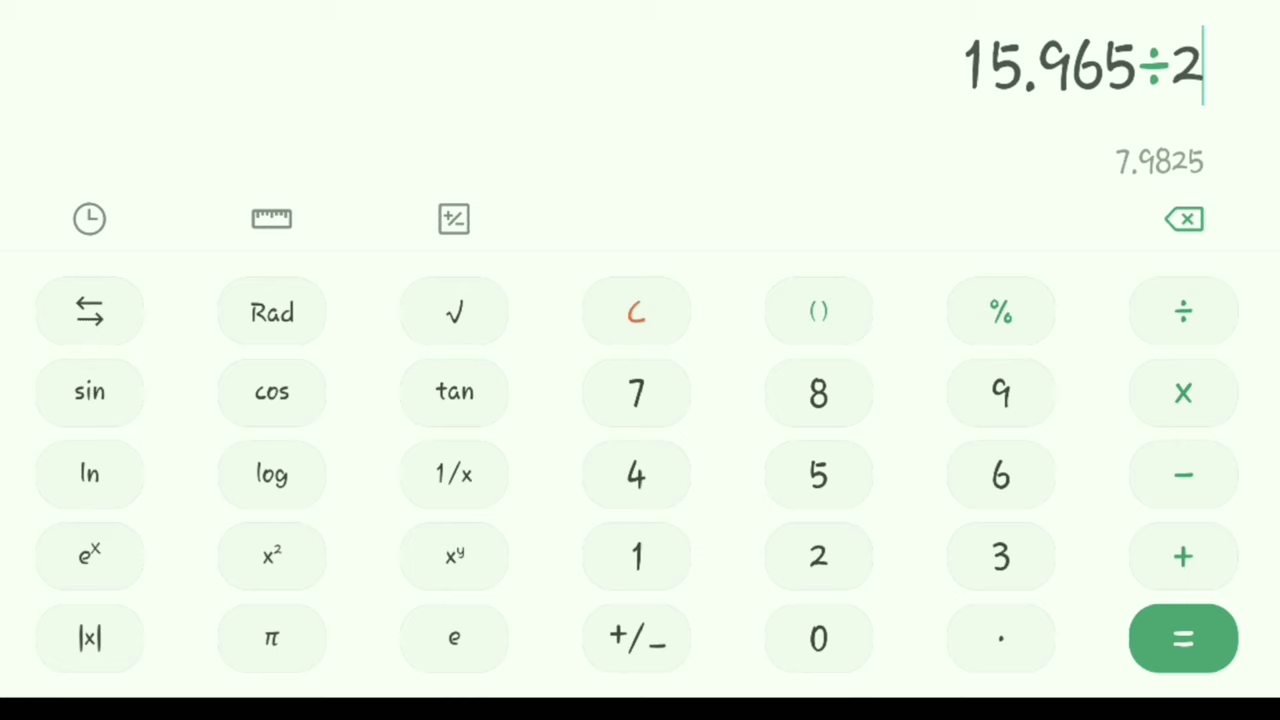 15.965÷2
7.9825
Rad √ C () % ÷
sin cos tan 7 8 9 ×
ln log 1/x 4 5 6 −
eˣ x² xʸ 1 2 3 +
|x| π e +/− 0 . =